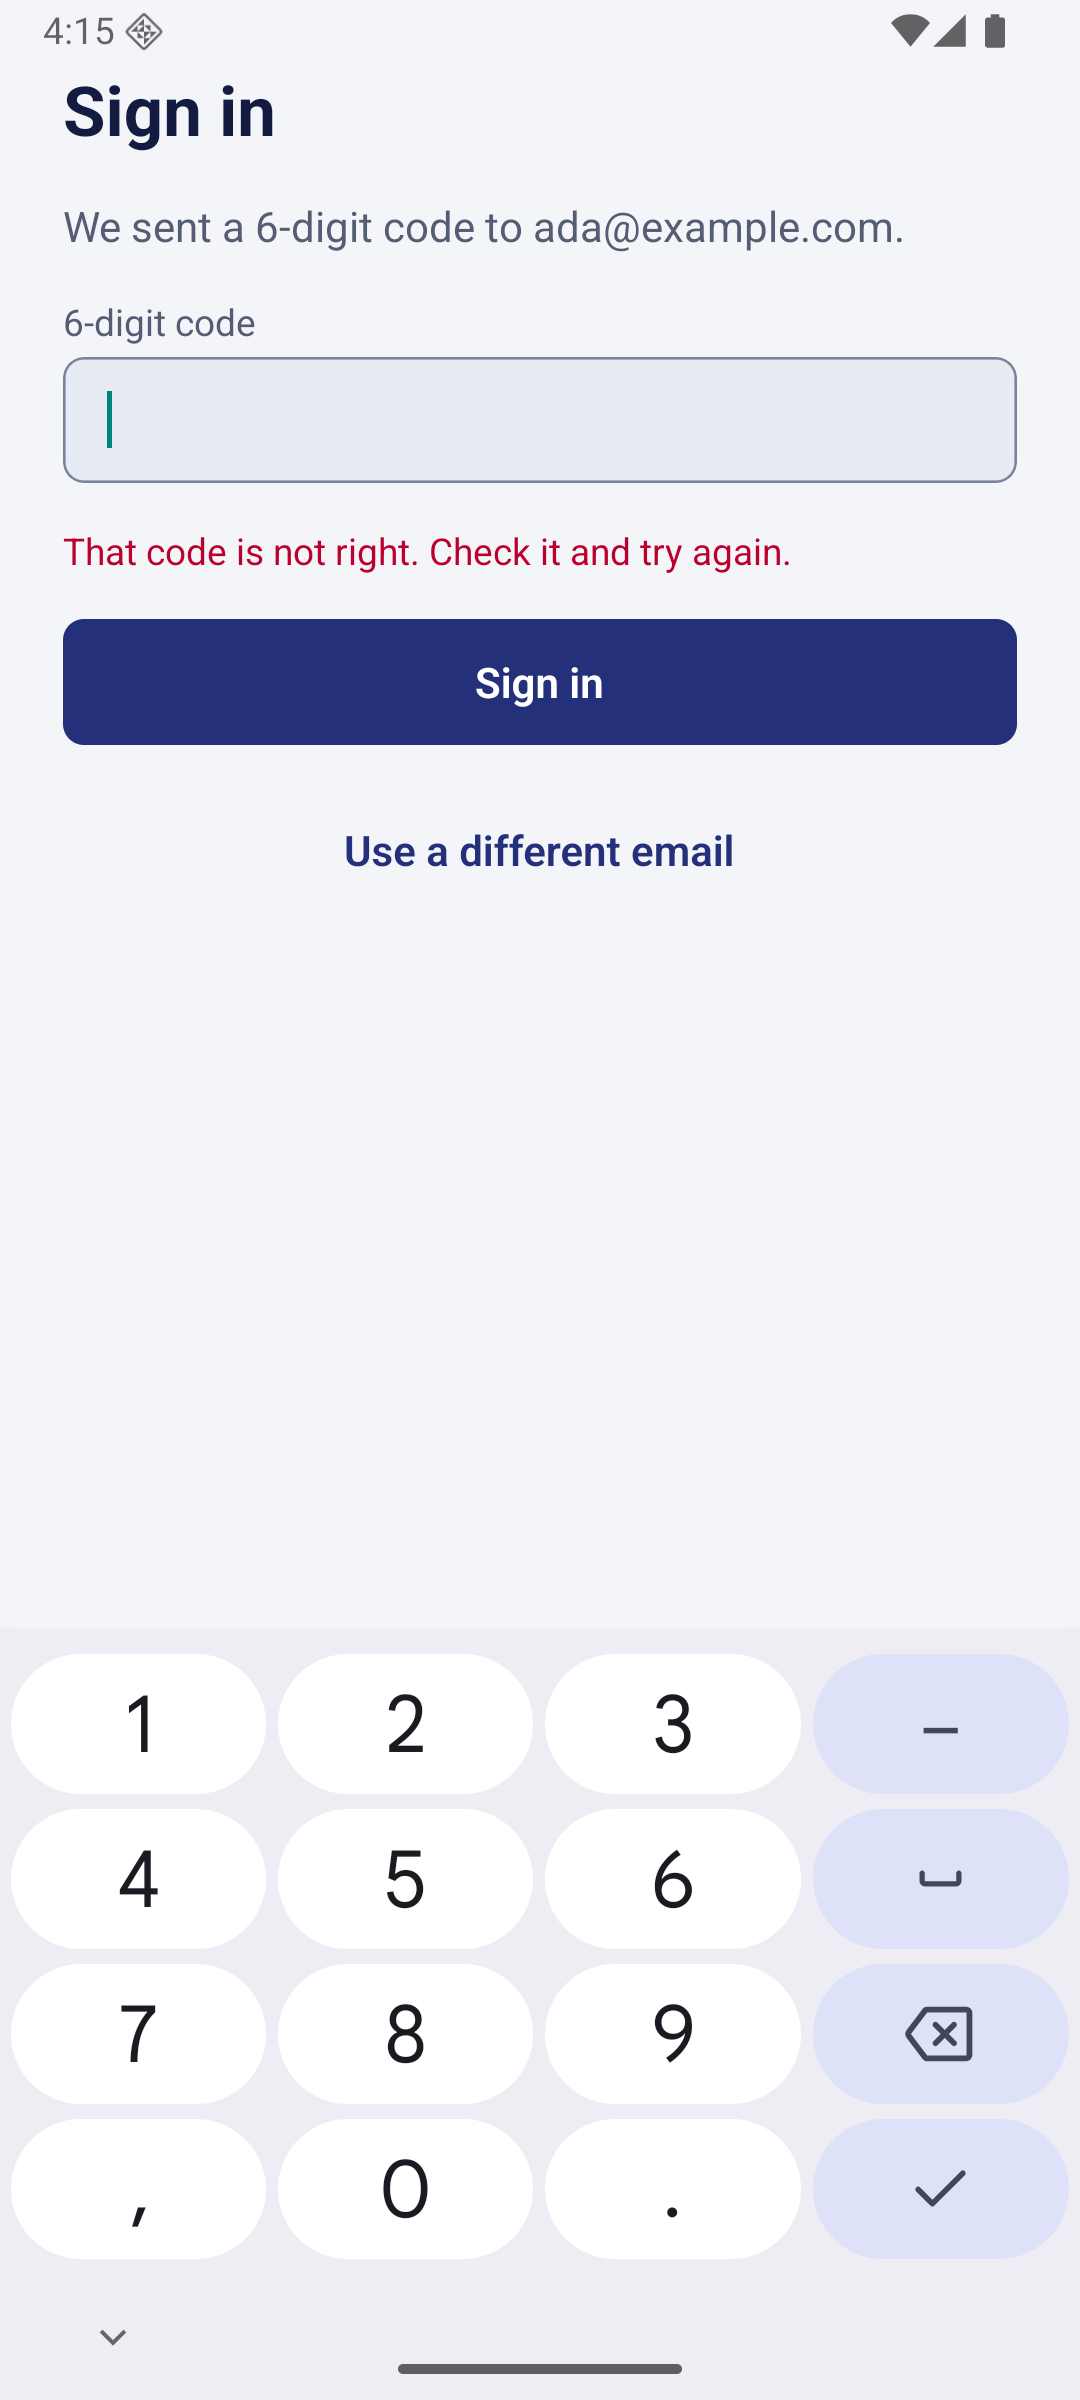 4:15
Sign in
We sent a 6-digit code to ada@example.com.
6-digit code
That code is not right. Check it and try again.
Sign in
Use a different email
1 2 3 –
4 5 6
7 8 9
, 0 .